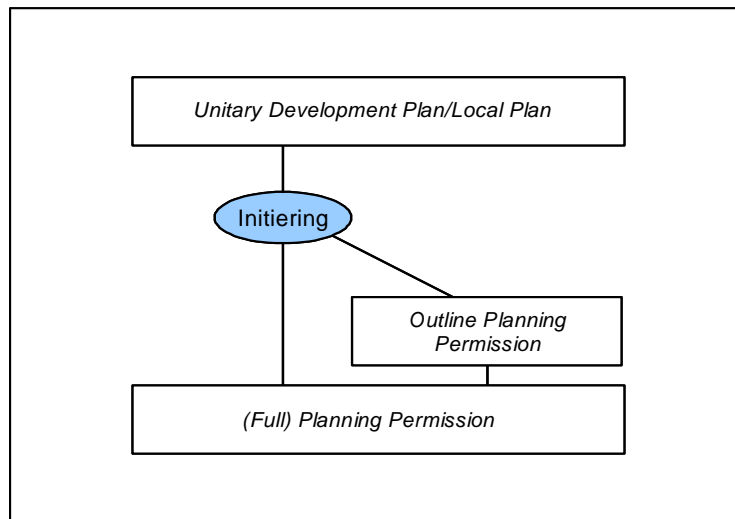 Unitary Development Plan/Local Plan
Initiering
Outline Planning
Permission
(Full) Planning Permission